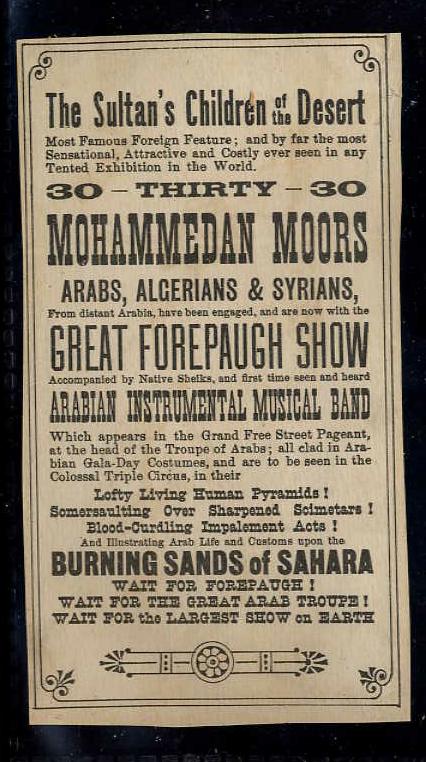 The Sultan's Children of the Desert
Most Famous Foreign Feature; and by far the most
Sensational, Attractive and Costly ever seen in any
Tented Exhibition in the World.
30 - THIRTY - 30
MOHAMMEDAN MOORS
ARABS, ALGERIANS & SYRIANS,
From distant Arabia, have been engaged, and are now with the
GREAT FOREPAUGH SHOW
Accompanied by Native Sheiks, and first time seen and heard
ARABIAN INSTRUMENTAL MUSICAL BAND
Which appears in the Grand Free Street Pageant,
at the head of the Troupe of Arabs; all clad in Ara-
bian Gala-Day Costumes, and are to be seen in the
Colossal Triple Circus, in their
Lofty Living Human Pyramids!
Somersaulting Over Sharpened Scimetars!
Blood-Curdling Impalement Acts!
And Illustrating Arab Life and Customs upon the
BURNING SANDS of SAHARA
WAIT FOR FOREPAUGH!
WAIT FOR THE GREAT ARAB TROUPE!
WAIT FOR the LARGEST SHOW on EARTH